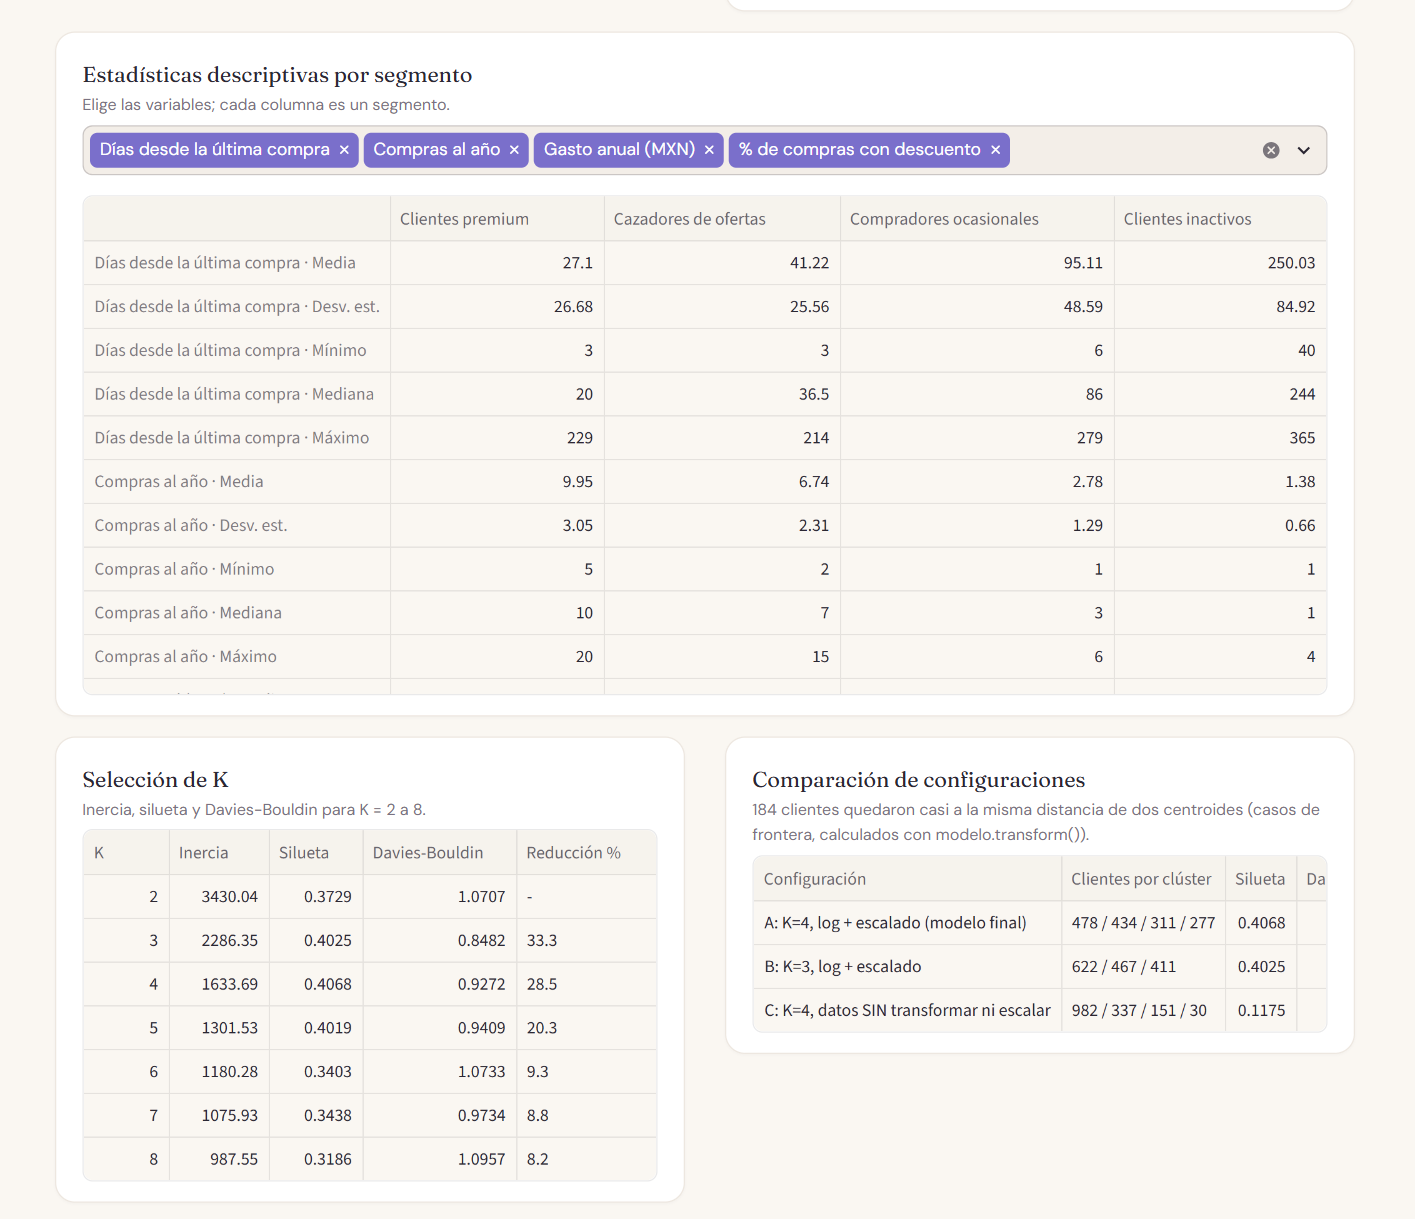 Estadísticas descriptivas por segmento
Elige las variables; cada columna es un segmento.
Días desde la última compra × Compras al año × Gasto anual (MXN) × % de compras con descuento ×
Clientes premium Cazadores de ofertas Compradores ocasionales Clientes inactivos
Días desde la última compra · Media 27.1 41.22 95.11 250.03
Días desde la última compra · Desv. est. 26.68 25.56 48.59 84.92
Días desde la última compra · Mínimo 3 3 6 40
Días desde la última compra · Mediana 20 36.5 86 244
Días desde la última compra · Máximo 229 214 279 365
Compras al año · Media 9.95 6.74 2.78 1.38
Compras al año · Desv. est. 3.05 2.31 1.29 0.66
Compras al año · Mínimo 5 2 1 1
Compras al año · Mediana 10 7 3 1
Compras al año · Máximo 20 15 6 4
Selección de K
Inercia, silueta y Davies-Bouldin para K = 2 a 8.
K Inercia Silueta Davies-Bouldin Reducción %
2 3430.04 0.3729 1.0707 -
3 2286.35 0.4025 0.8482 33.3
4 1633.69 0.4068 0.9272 28.5
5 1301.53 0.4019 0.9409 20.3
6 1180.28 0.3403 1.0733 9.3
7 1075.93 0.3438 0.9734 8.8
8 987.55 0.3186 1.0957 8.2
Comparación de configuraciones
184 clientes quedaron casi a la misma distancia de dos centroides (casos de
frontera, calculados con modelo.transform()).
Configuración Clientes por clúster Silueta Da
A: K=4, log + escalado (modelo final) 478 / 434 / 311 / 277 0.4068
B: K=3, log + escalado 622 / 467 / 411 0.4025
C: K=4, datos SIN transformar ni escalar 982 / 337 / 151 / 30 0.1175